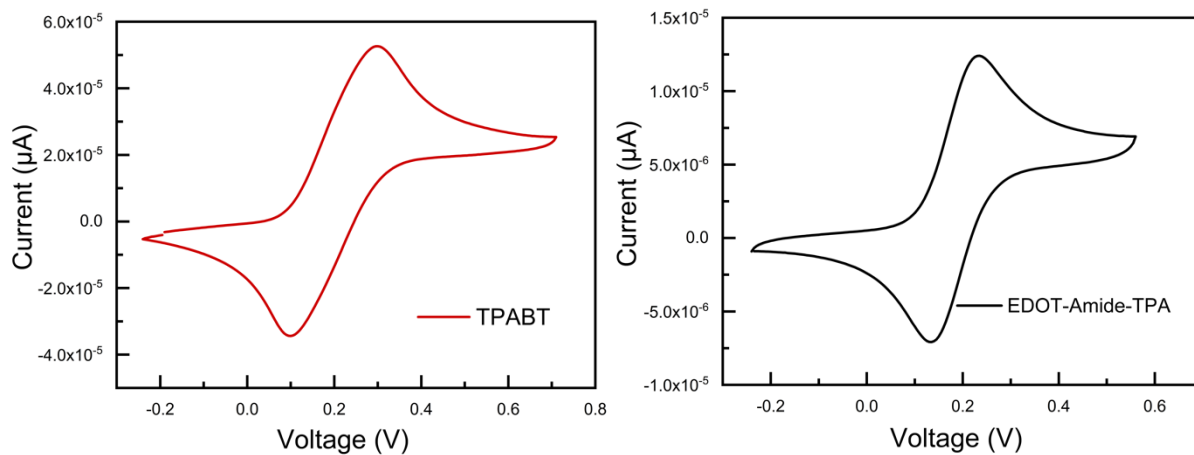 6.0x10⁻⁵
4.0x10⁻⁵
2.0x10⁻⁵
0.0
-2.0x10⁻⁵
-4.0x10⁻⁵
Current (µA)
TPABT
-0.2 0.0 0.2 0.4 0.6 0.8
Voltage (V)
1.5x10⁻⁵
1.0x10⁻⁵
5.0x10⁻⁶
0.0
-5.0x10⁻⁶
-1.0x10⁻⁵
Current (µA)
EDOT-Amide-TPA
-0.2 0.0 0.2 0.4 0.6
Voltage (V)